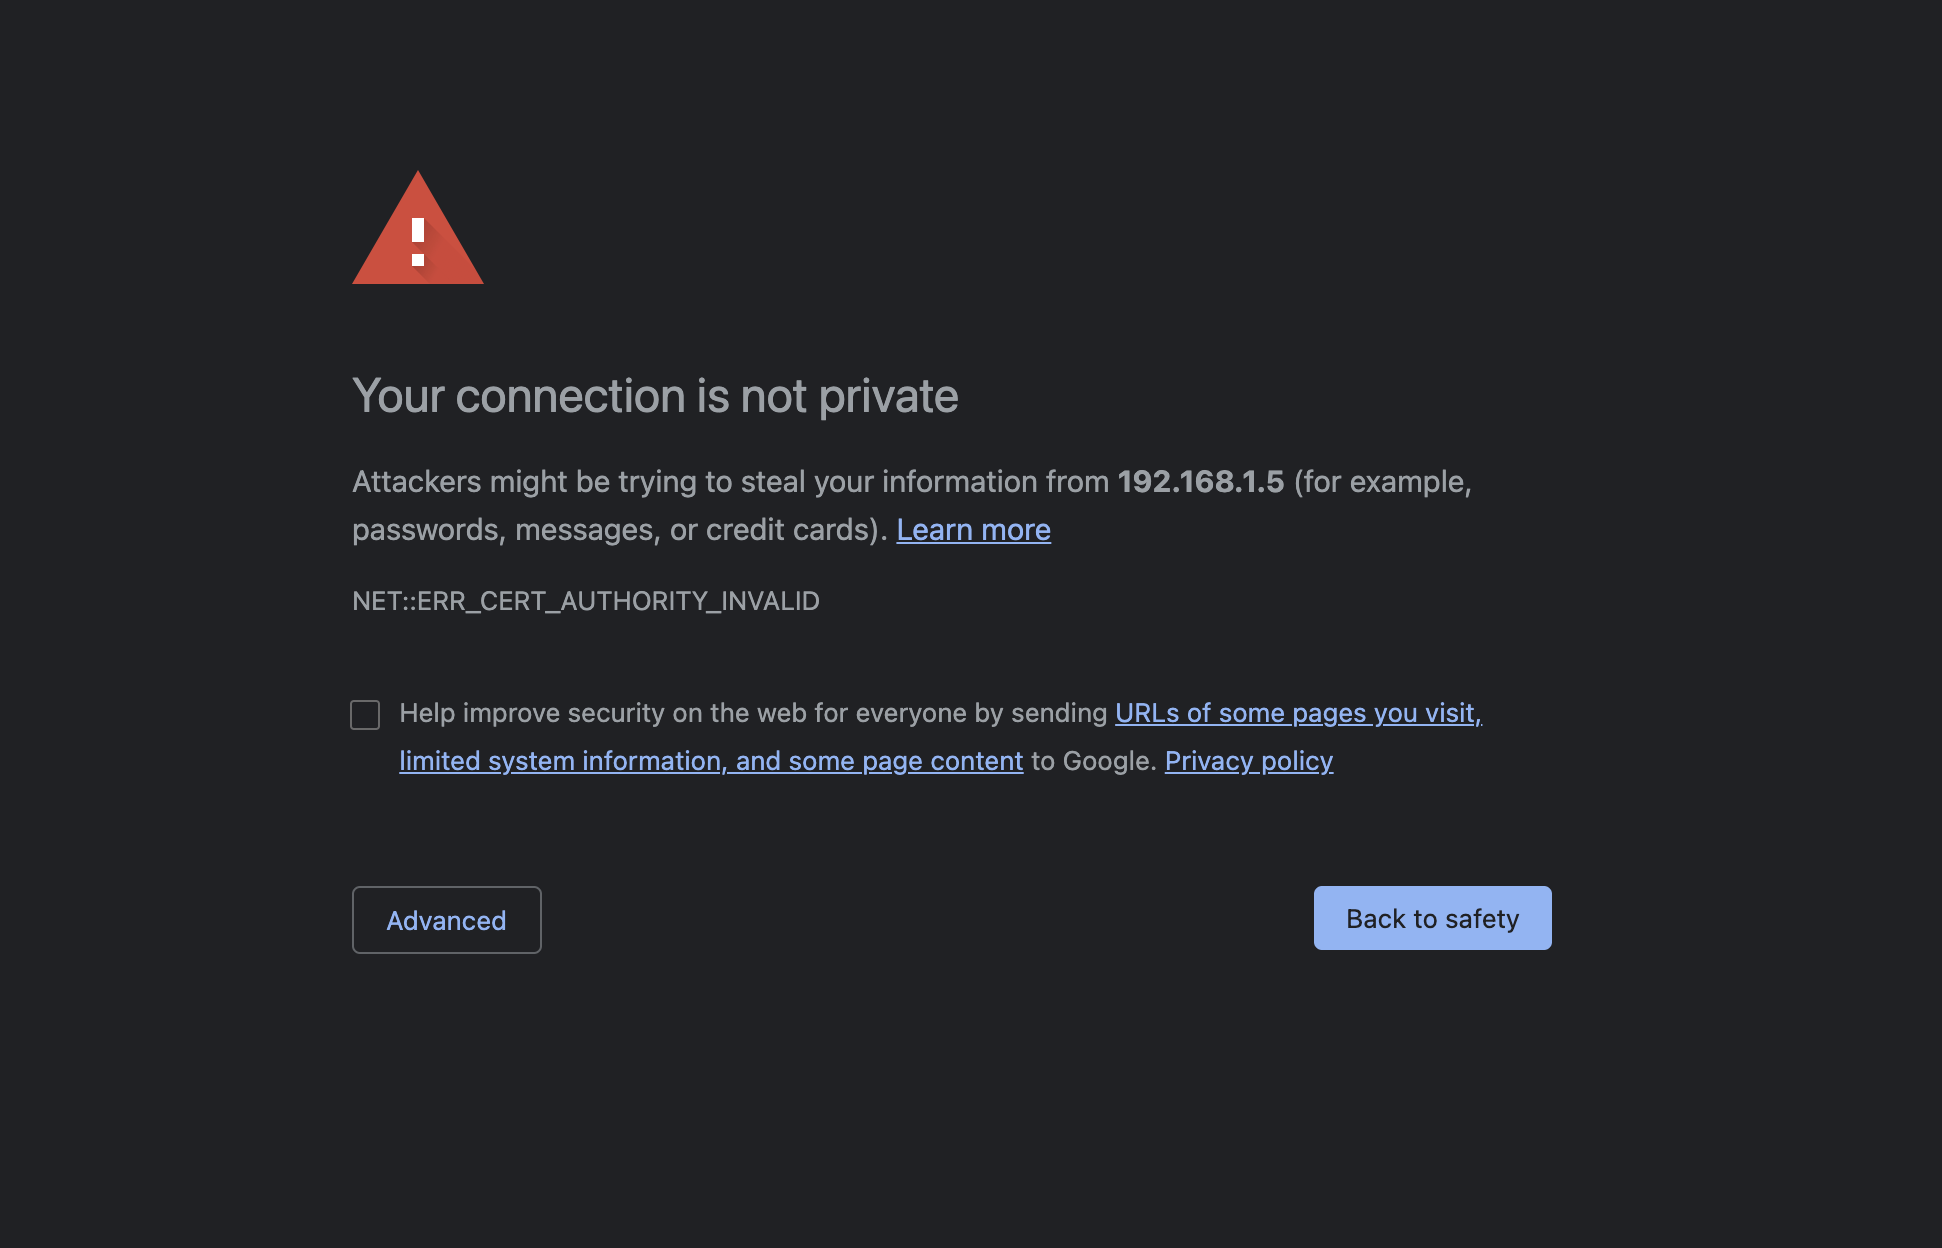 Your connection is not private
Attackers might be trying to steal your information from 192.168.1.5 (for example,
passwords, messages, or credit cards). Learn more
NET::ERR_CERT_AUTHORITY_INVALID
Help improve security on the web for everyone by sending URLs of some pages you visit,
limited system information, and some page content to Google. Privacy policy
Advanced
Back to safety